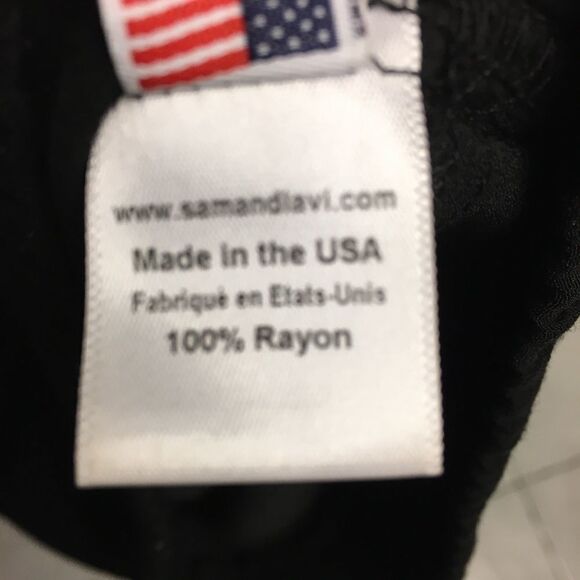 www.samandlavi.com
Made in the USA
Fabriqué en Etats-Unis
100% Rayon